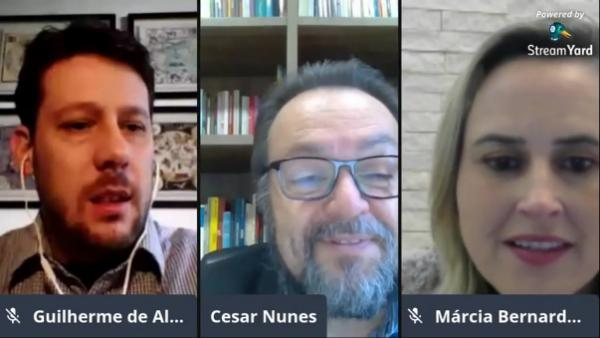 Powered by
StreamYard
Guilherme de Al...
Cesar Nunes
Márcia Bernard...